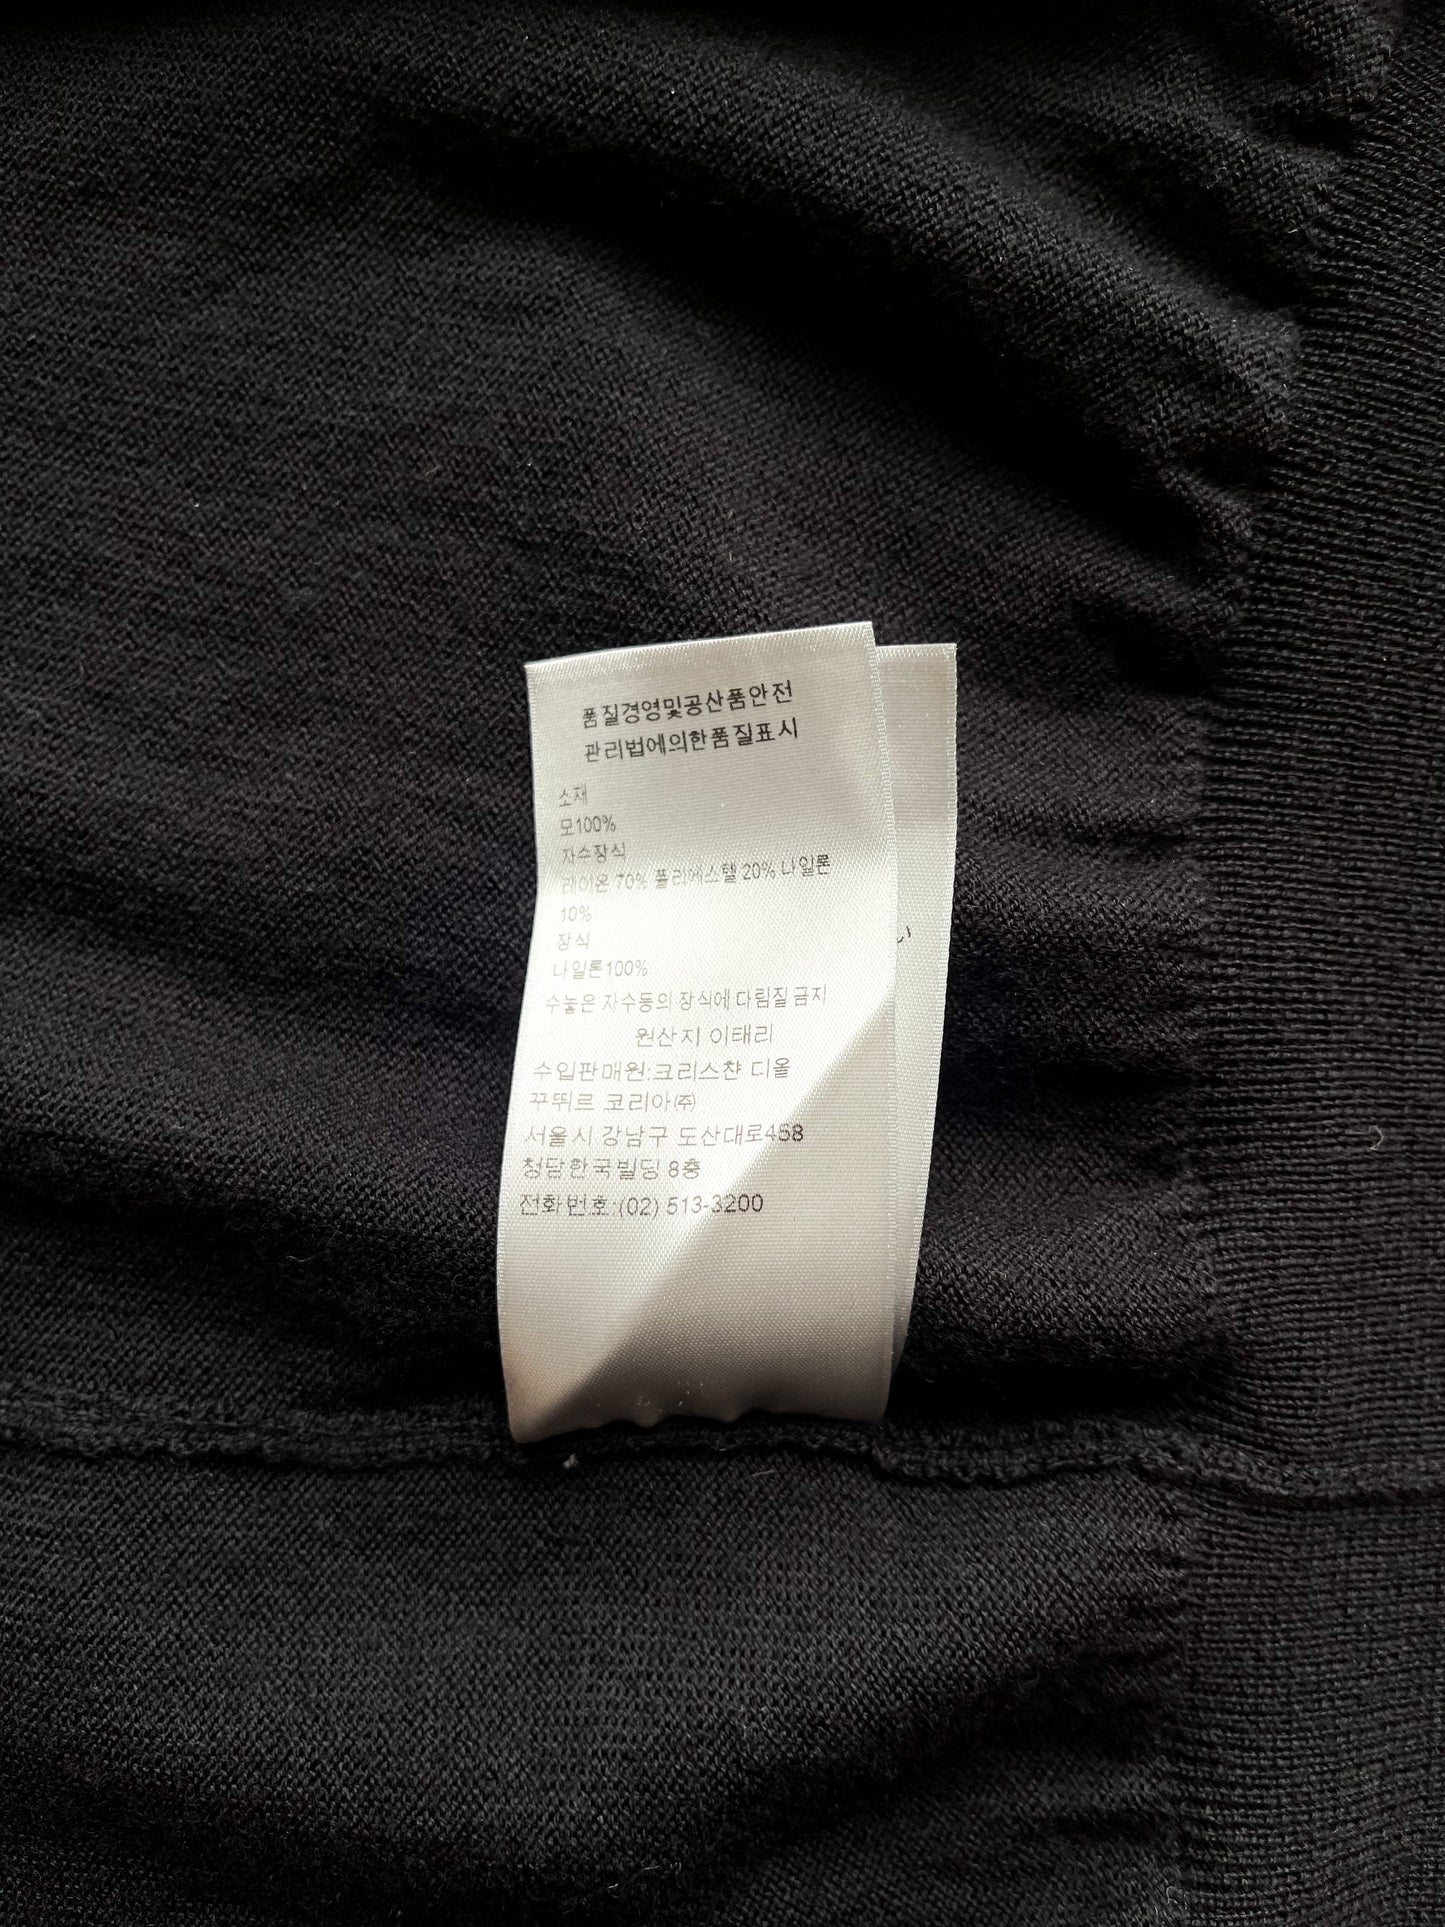 품질경영및공산품안전
관리법에의한품질표시
소재
모100%
자수장식
레이온 70% 폴리에스텔 20% 나일론
10%
장식
나일론100%
수놓은 자수등의 장식에 다림질금지
원산지 이태리
수입판매원:크리스챤 디올
꾸뛰르 코리아㈜
서울시 강남구 도산대로458
청담한국빌딩 8층
전화번호:(02) 513-3200
い